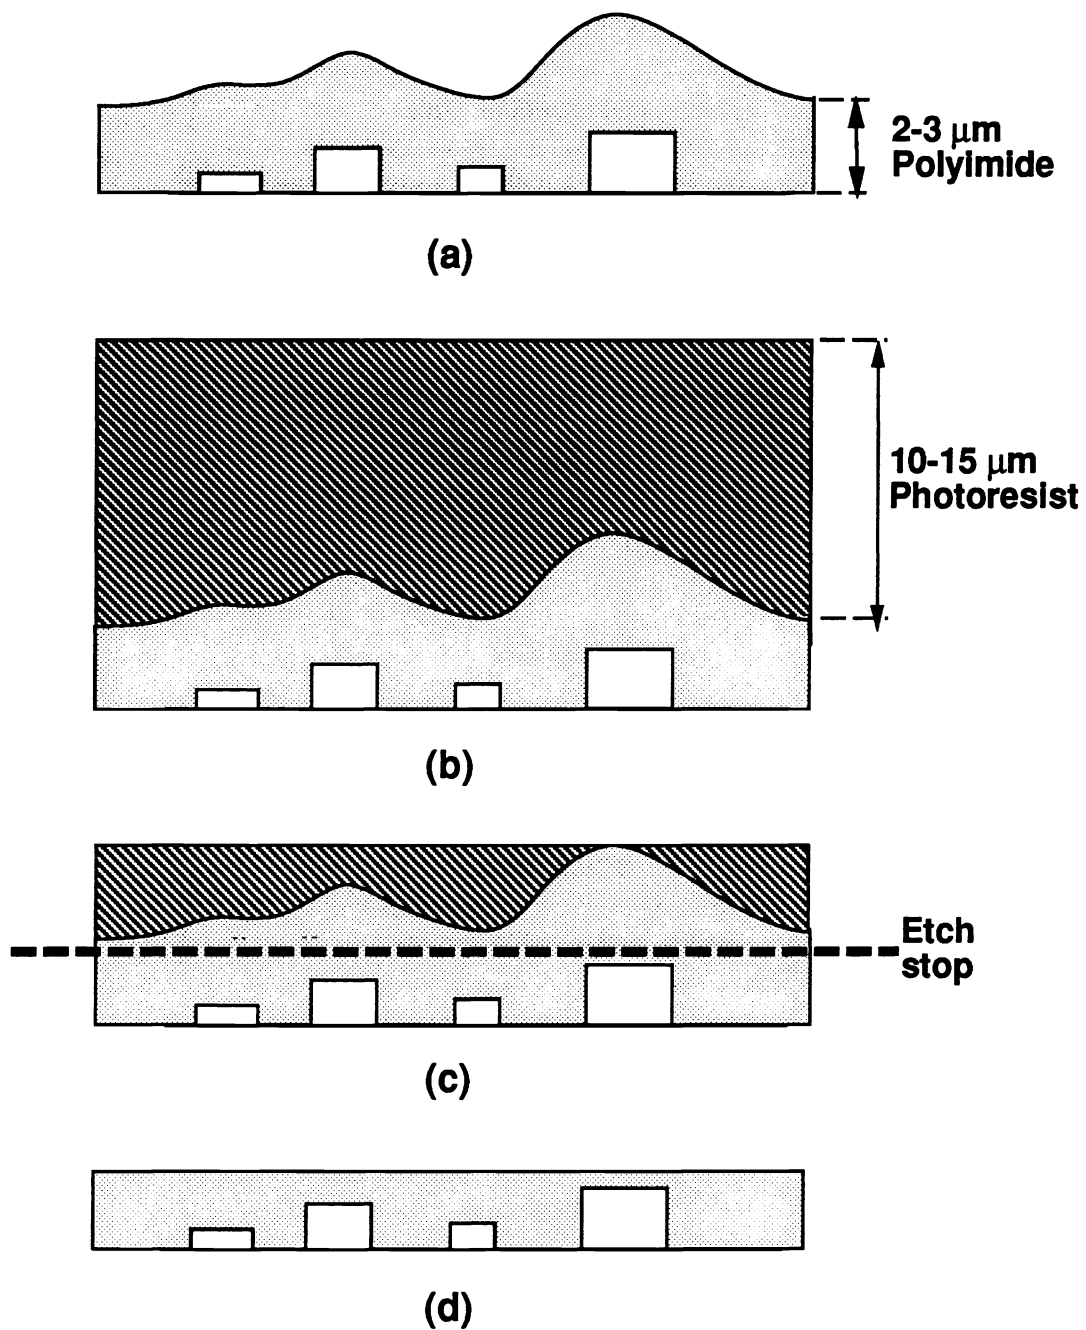 2-3 μm
Polyimide
(a)
10-15 μm
Photoresist
(b)
Etch
stop
(c)
(d)